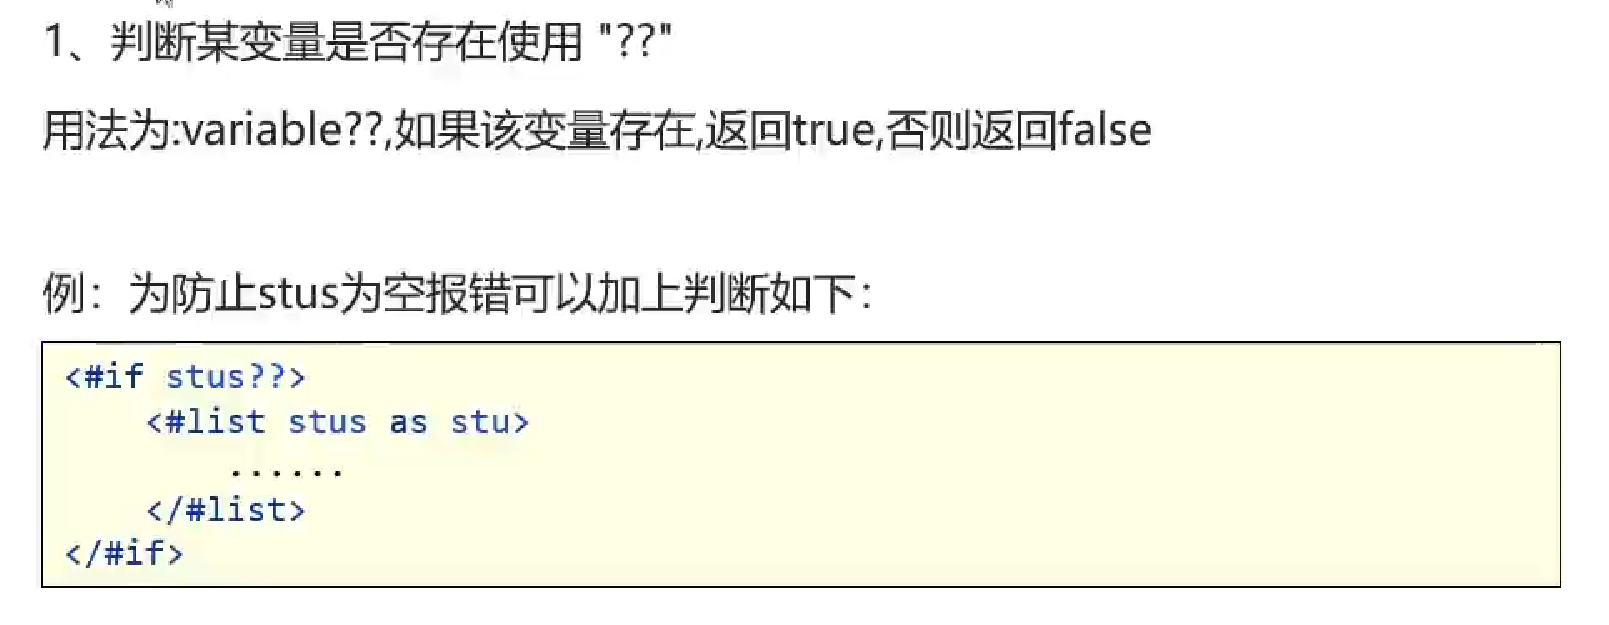 1、判断某变量是否存在使用 "??"
用法为:variable??,如果该变量存在,返回true,否则返回false
例：为防止stus为空报错可以加上判断如下：
<#if stus??>
    <#list stus as stu>
        ......
    </#list>
</#if>